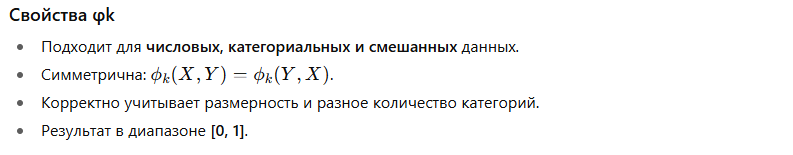 Свойства φk
• Подходит для числовых, категориальных и смешанных данных.
• Симметрична: ϕₖ(X, Y) = ϕₖ(Y, X).
• Корректно учитывает размерность и разное количество категорий.
• Результат в диапазоне [0, 1].